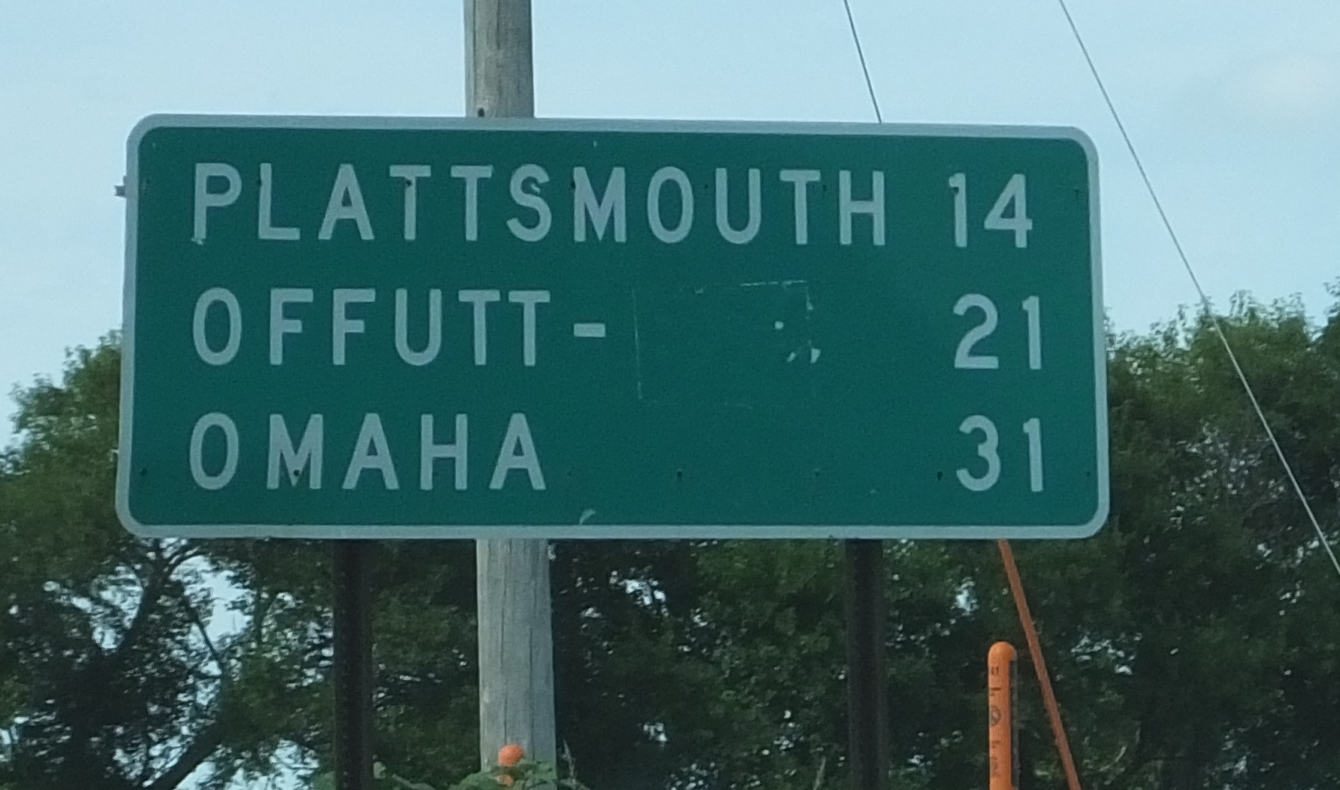 PLATTSMOUTH 14
OFFUTT- 21
OMAHA 31